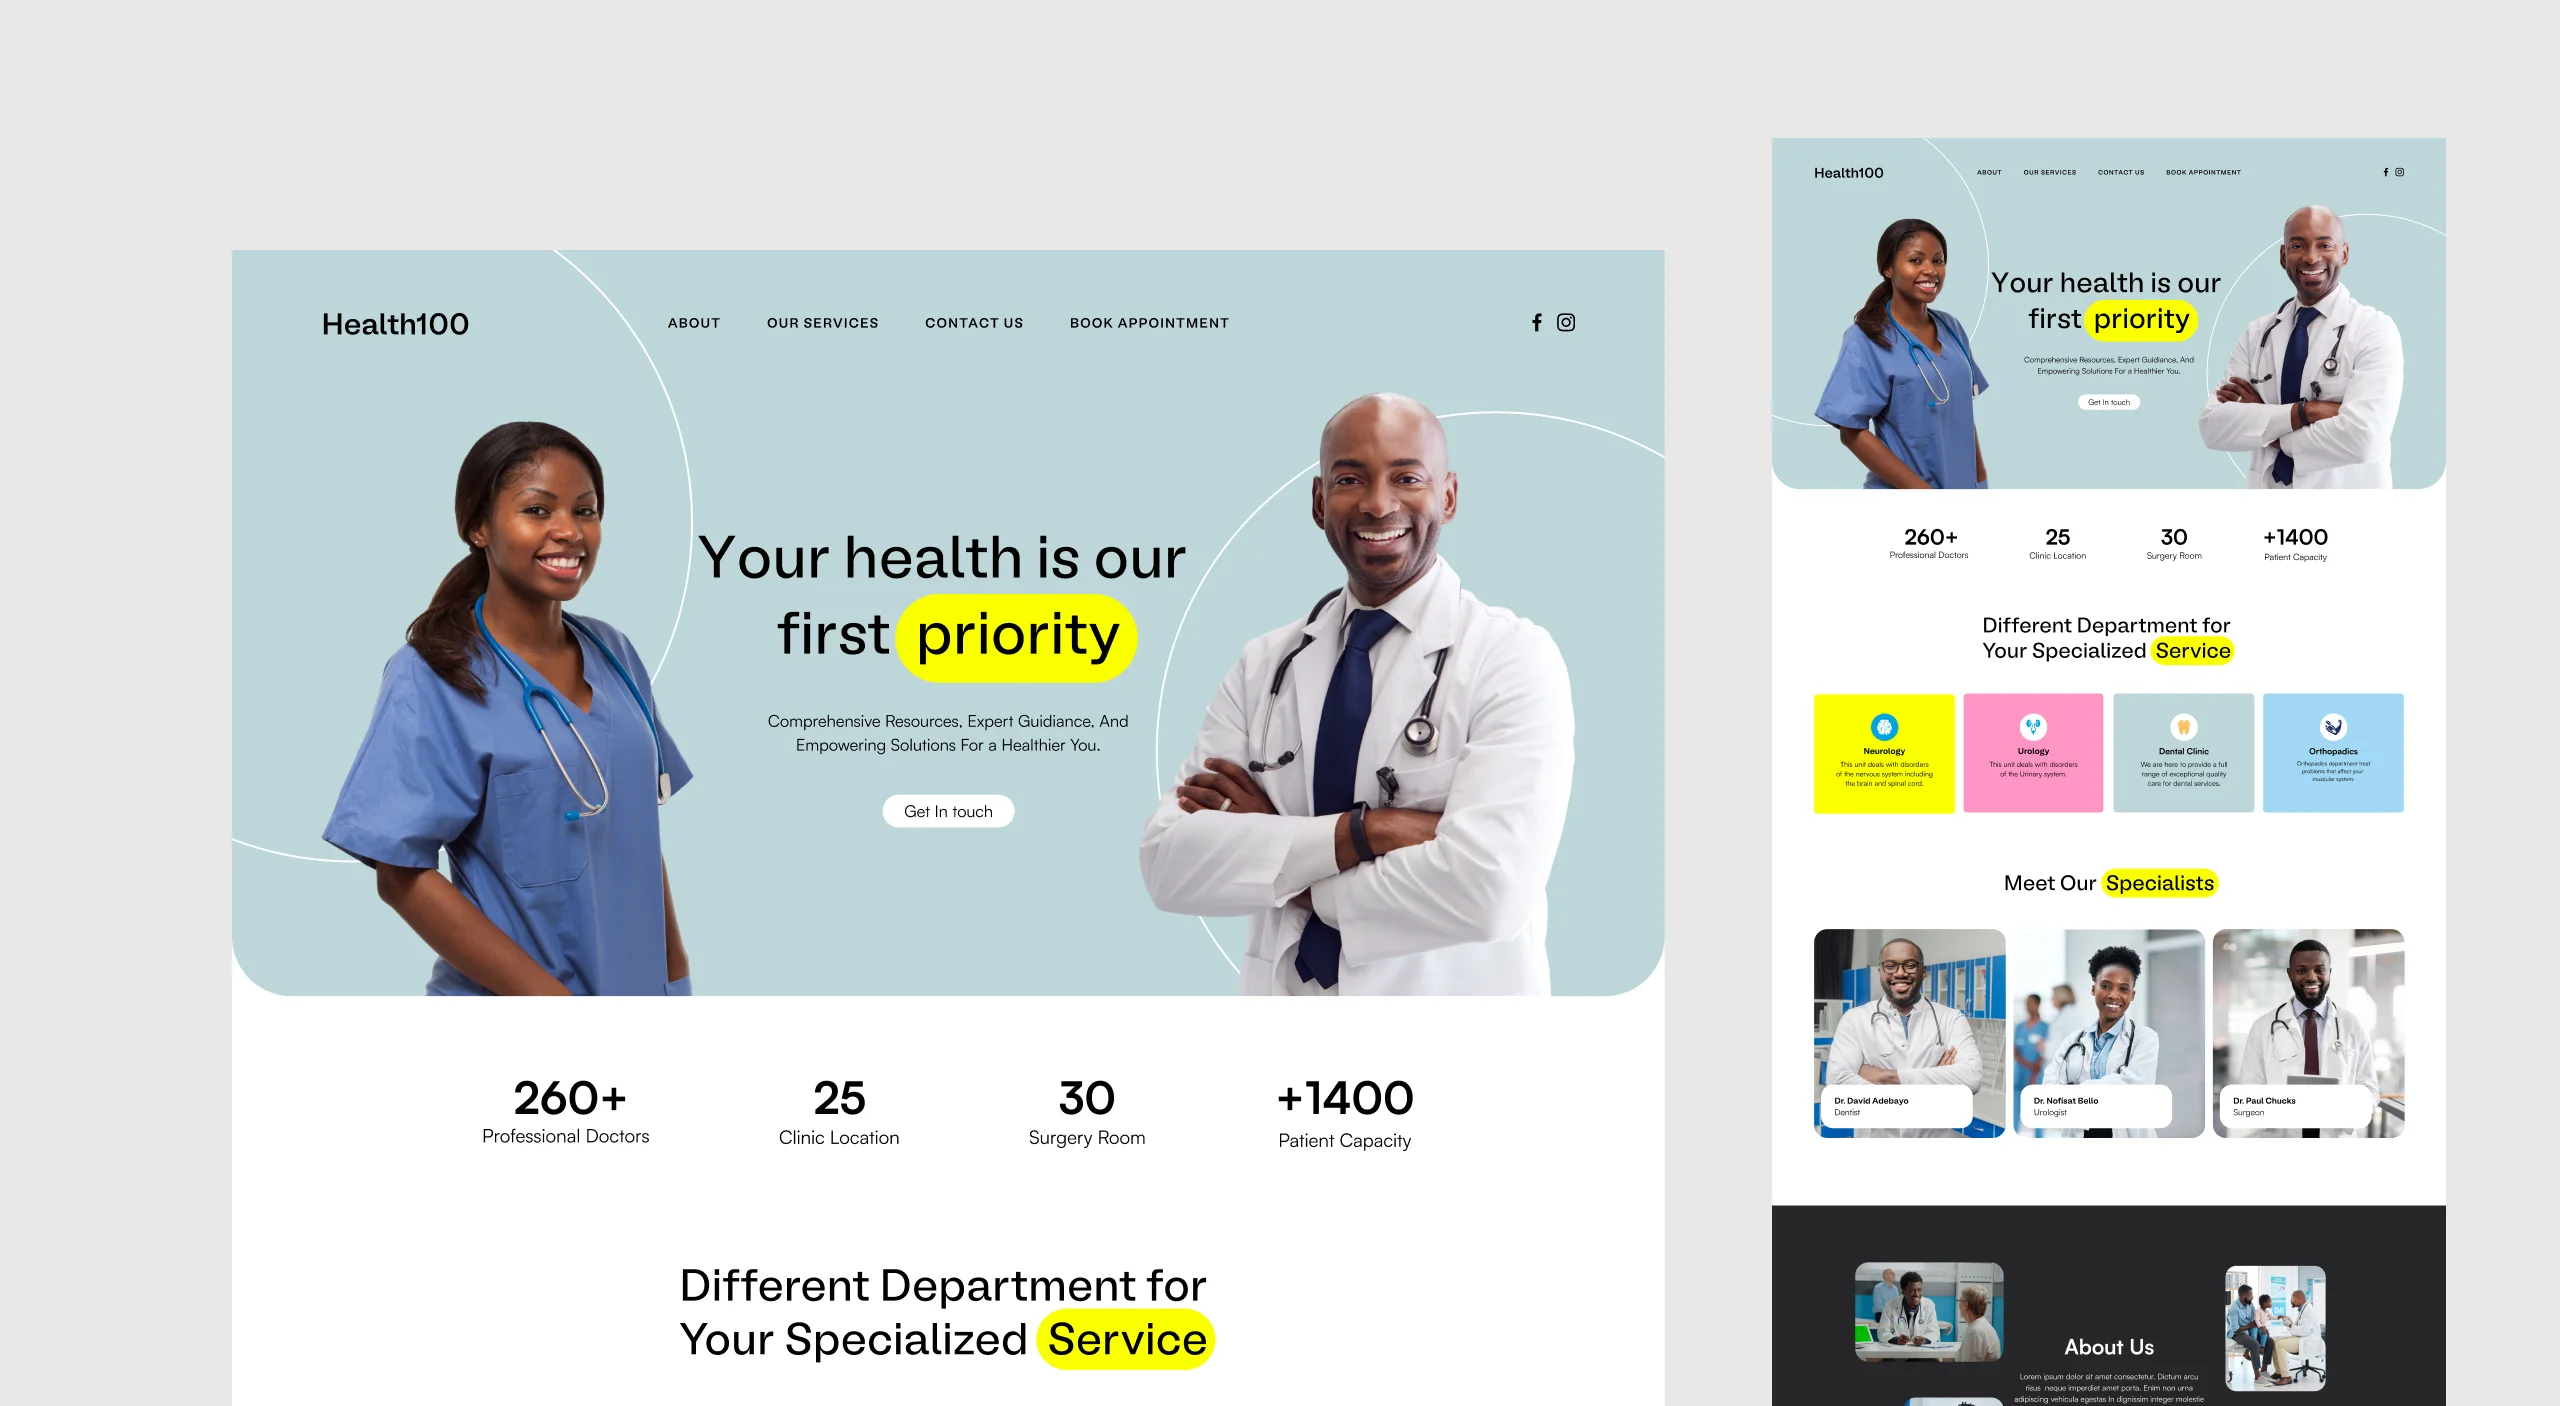 Health100
ABOUT OUR SERVICES CONTACT US BOOK APPOINTMENT
Your health is our
first priority
Comprehensive Resources, Expert Guidiance, And
Empowering Solutions For a Healthier You.
Get In touch
260+ 25 30 +1400
Professional Doctors Clinic Location Surgery Room Patient Capacity
Different Department for
Your Specialized Service
Health100
ABOUT OUR SERVICES CONTACT US BOOK APPOINTMENT
Your health is our
first priority
Comprehensive Resources, Expert Guidiance, And
Empowering Solutions For a Healthier You.
Get In touch
260+ 25 30 +1400
Professional Doctors Clinic Location Surgery Room Patient Capacity
Different Department for
Your Specialized Service
Neurology
This unit deals with disorders
of the nervous system including
the brain and spinal cord.
Urology
This unit deals with disorders
of the Urinary system.
Dental Clinic
We are here to provide a full
range of exceptional quality
care for dental services.
Orthopadics
Orthopadics department treat
problems that affect your
muscular system.
Meet Our Specialists
Dr. David Adebayo
Dentist
Dr. Nofisat Bello
Urologist
Dr. Paul Chucks
Surgeon
About Us
Lorem ipsum dolor sit amet consectetur. Dictum arcu
risus neque imperdiet amet porta. Enim non urna
adipiscing vehicula egestas In dignissim integer molestie